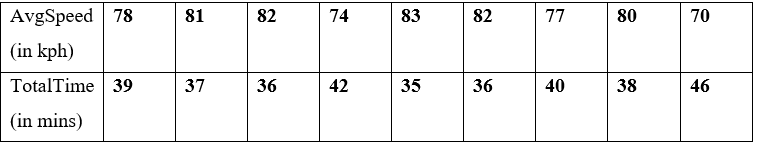 AvgSpeed 78 81 82 74 83 82 77 80 70
(in kph)
TotalTime 39 37 36 42 35 36 40 38 46
(in mins)